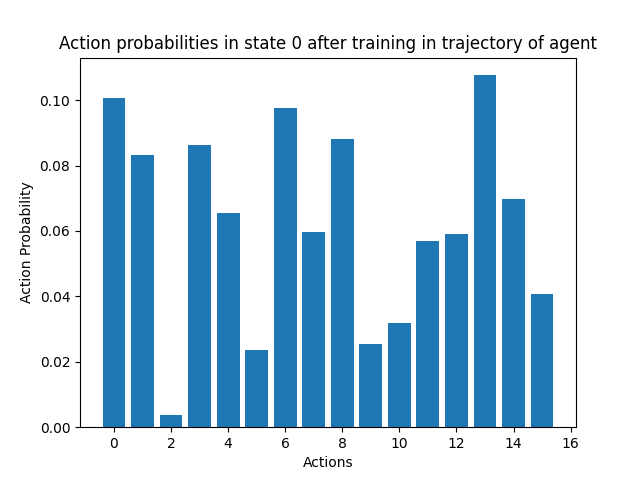 Action probabilities in state 0 after training in trajectory of agent
0.10
0.08
0.06
0.04
0.02
0.00
Action Probability
0 2 4 6 8 10 12 14 16
Actions